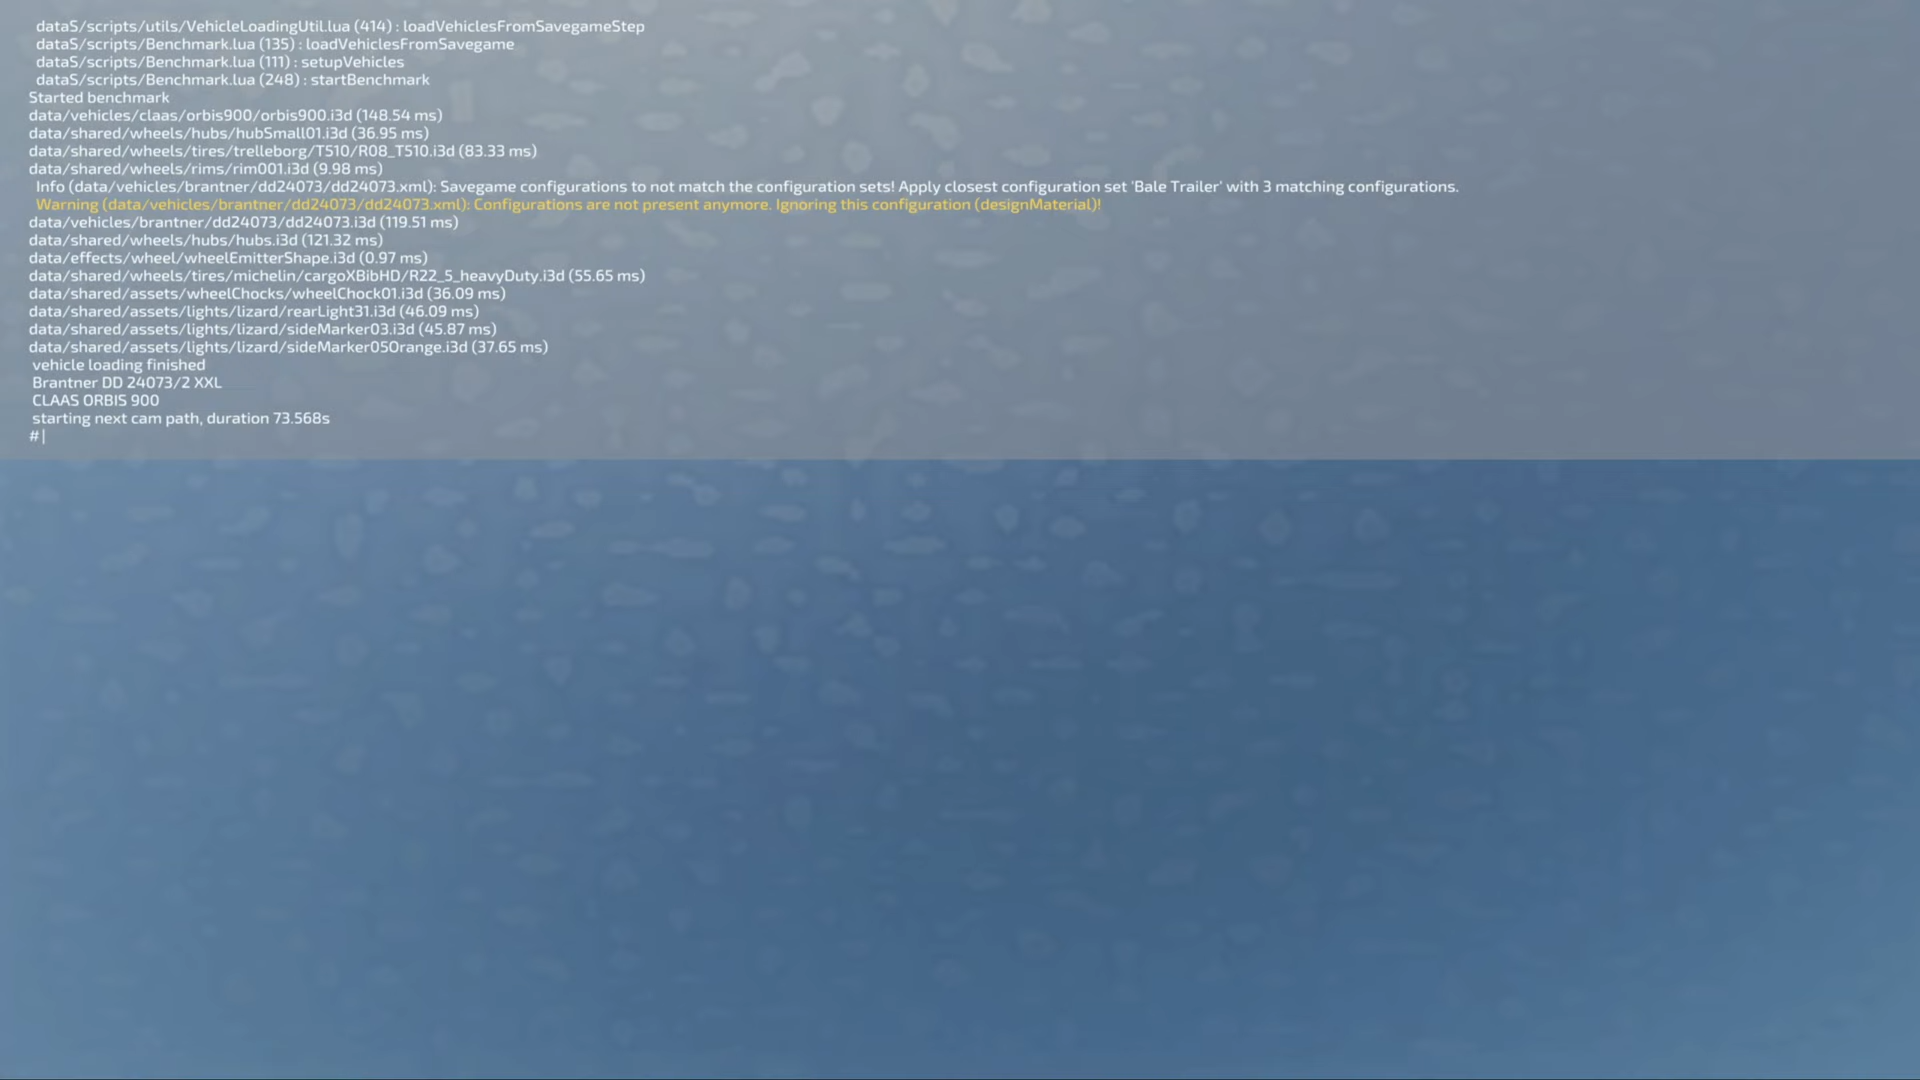 dataS/scripts/utils/VehicleLoadingUtil.lua (414) : loadVehiclesFromSavegameStep
dataS/scripts/Benchmark.lua (135) : loadVehiclesFromSavegame
dataS/scripts/Benchmark.lua (111) : setupVehicles
dataS/scripts/Benchmark.lua (248) : startBenchmark
Started benchmark
data/vehicles/claas/orbis900/orbis900.i3d (148.54 ms)
data/shared/wheels/hubs/hubSmall01.i3d (36.95 ms)
data/shared/wheels/tires/trelleborg/T510/R08_T510.i3d (83.33 ms)
data/shared/wheels/rims/rim001.i3d (9.98 ms)
Info (data/vehicles/brantner/dd24073/dd24073.xml): Savegame configurations to not match the configuration sets! Apply closest configuration set 'Bale Trailer' with 3 matching configurations.
Warning (data/vehicles/brantner/dd24073/dd24073.xml): Configurations are not present anymore. Ignoring this configuration (designMaterial)!
data/vehicles/brantner/dd24073/dd24073.i3d (119.51 ms)
data/shared/wheels/hubs/hubs.i3d (121.32 ms)
data/effects/wheel/wheelEmitterShape.i3d (0.97 ms)
data/shared/wheels/tires/michelin/cargoXBibHD/R22_5_heavyDuty.i3d (55.65 ms)
data/shared/assets/wheelChocks/wheelChock01.i3d (36.09 ms)
data/shared/assets/lights/lizard/rearLight31.i3d (46.09 ms)
data/shared/assets/lights/lizard/sideMarker03.i3d (45.87 ms)
data/shared/assets/lights/lizard/sideMarker05Orange.i3d (37.65 ms)
vehicle loading finished
Brantner DD 24073/2 XXL
CLAAS ORBIS 900
starting next cam path, duration 73.568s
#|